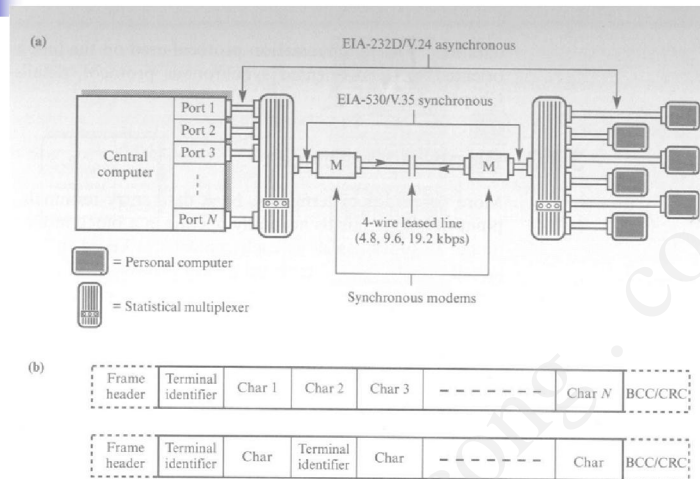 (a)
EIA-232D/V.24 asynchronous
EIA-530/V.35 synchronous
Central
computer
Port 1
Port 2
Port 3
Port N
M
M
4-wire leased line
(4.8, 9.6, 19.2 kbps)
Synchronous modems
= Personal computer
= Statistical multiplexer
(b)
Frame header Terminal identifier Char 1 Char 2 Char 3 Char N BCC/CRC
Frame header Terminal identifier Char Terminal identifier Char Char BCC/CRC